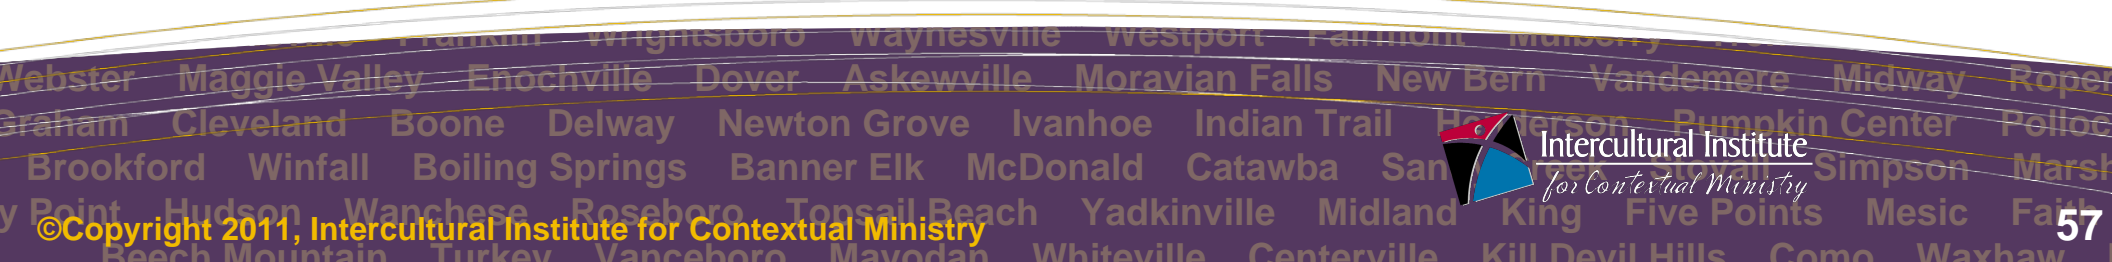 Franklin Wrightsboro Waynesville Westport Fairmont Mulberry
Webster Maggie Valley Enochville Dover Askewville Moravian Falls New Bern Vandemere Midway Roper
Graham Cleveland Boone Delway Newton Grove Ivanhoe Indian Trail Henderson Pumpkin Center
Intercultural Institute
for Contextual Ministry
Brookford Winfall Boiling Springs Banner Elk McDonald Catawba Creek Stovall Simpson
Point Hudson Wanchese Roseboro Topsail Beach Yadkinville Midland King Five Points Mesic Faith
©Copyright 2011, Intercultural Institute for Contextual Ministry
57
Beech Mountain Turkey Vanceboro Mayodan Whiteville Centerville Kill Devil Hills Como Waxhaw